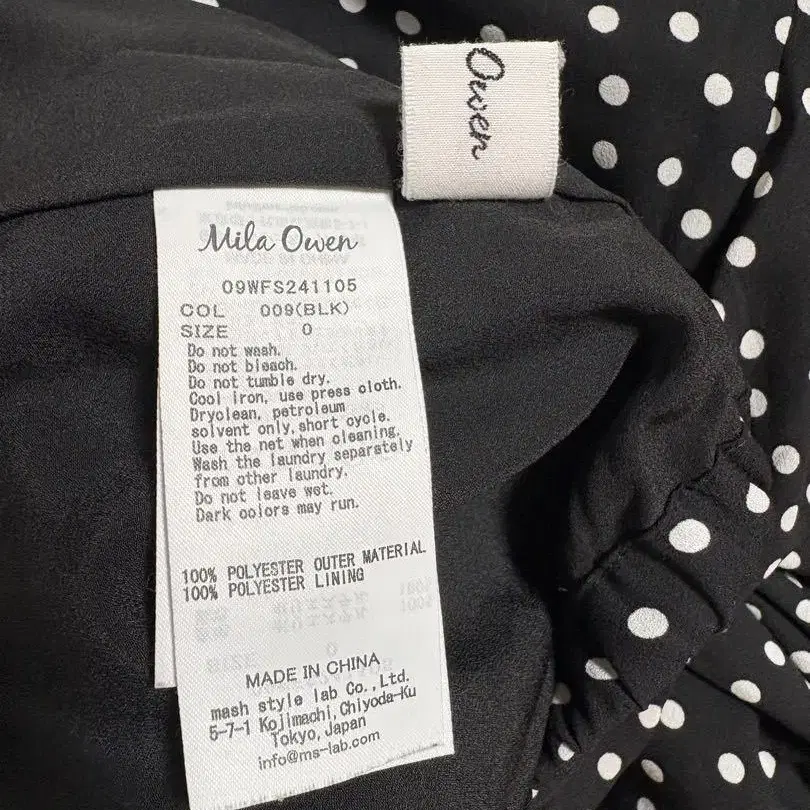 Owen
Mila Owen
09WFS241105
COL 009(BLK)
SIZE 0
Do not wash.
Do not bleach.
Do not tumble dry.
Cool iron, use press cloth.
Dryclean, petroleum
solvent only, short cycle.
Use the net when cleaning,
Wash the laundry separately
from other laundry.
Do not leave wet.
Dark colors may run.
100% POLYESTER OUTER MATERIAL
100% POLYESTER LINING
MADE IN CHINA
mash style lab Co.,Ltd.
5-7-1 Kojimachi,Chiyoda-Ku
Tokyo,Japan
info@ms-lab.com